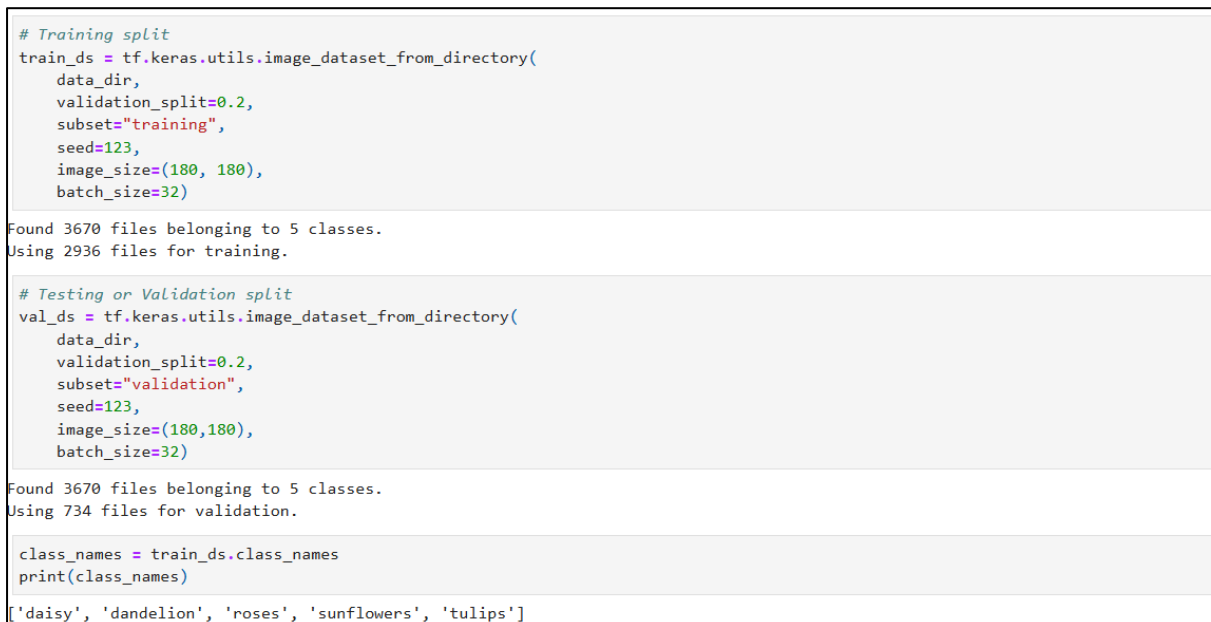 # Training split
train_ds = tf.keras.utils.image_dataset_from_directory(
    data_dir,
    validation_split=0.2,
    subset="training",
    seed=123,
    image_size=(180, 180),
    batch_size=32)
Found 3670 files belonging to 5 classes.
Using 2936 files for training.
# Testing or Validation split
val_ds = tf.keras.utils.image_dataset_from_directory(
    data_dir,
    validation_split=0.2,
    subset="validation",
    seed=123,
    image_size=(180,180),
    batch_size=32)
Found 3670 files belonging to 5 classes.
Using 734 files for validation.
class_names = train_ds.class_names
print(class_names)
['daisy', 'dandelion', 'roses', 'sunflowers', 'tulips']